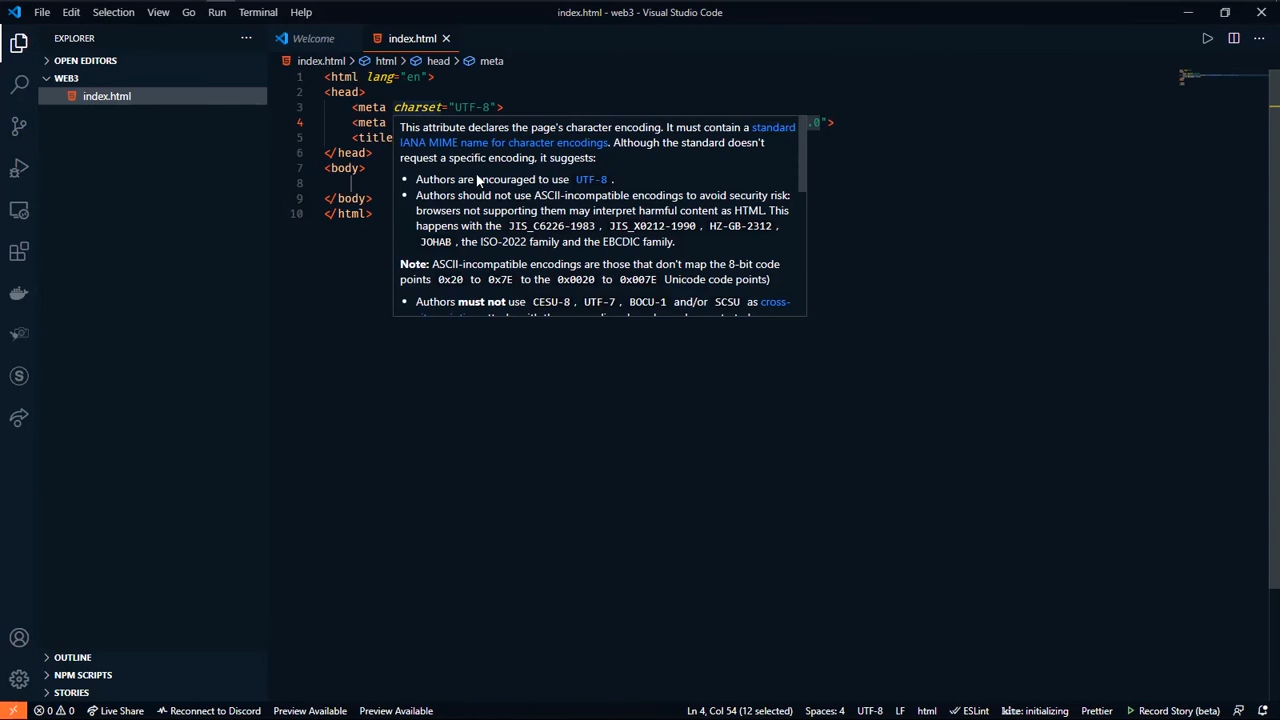 File Edit Selection View Go Run Terminal Help
index.html - web3 - Visual Studio Code
EXPLORER
OPEN EDITORS
WEB3
index.html
OUTLINE
NPM SCRIPTS
STORIES
Welcome index.html
index.html > html > head > meta
1 <html lang="en">
2 <head>
3 <meta charset="UTF-8">
4 <meta .0">
5 <title
6 </head>
7 <body>
8
9 </body>
10 </html>
This attribute declares the page's character encoding. It must contain a standard
IANA MIME name for character encodings. Although the standard doesn't
request a specific encoding, it suggests:
• Authors are encouraged to use UTF-8 .
• Authors should not use ASCII-incompatible encodings to avoid security risk:
browsers not supporting them may interpret harmful content as HTML. This
happens with the JIS_C6226-1983 , JIS_X0212-1990 , HZ-GB-2312 ,
JOHAB , the ISO-2022 family and the EBCDIC family.
Note: ASCII-incompatible encodings are those that don't map the 8-bit code
points 0x20 to 0x7E to the 0x0020 to 0x007E Unicode code points)
• Authors must not use CESU-8 , UTF-7 , BOCU-1 and/or SCSU as cross-
0 0 Live Share Reconnect to Discord Preview Available Preview Available Ln 4, Col 54 (12 selected) Spaces: 4 UTF-8 LF html ESLint initializing Prettier Record Story (beta)